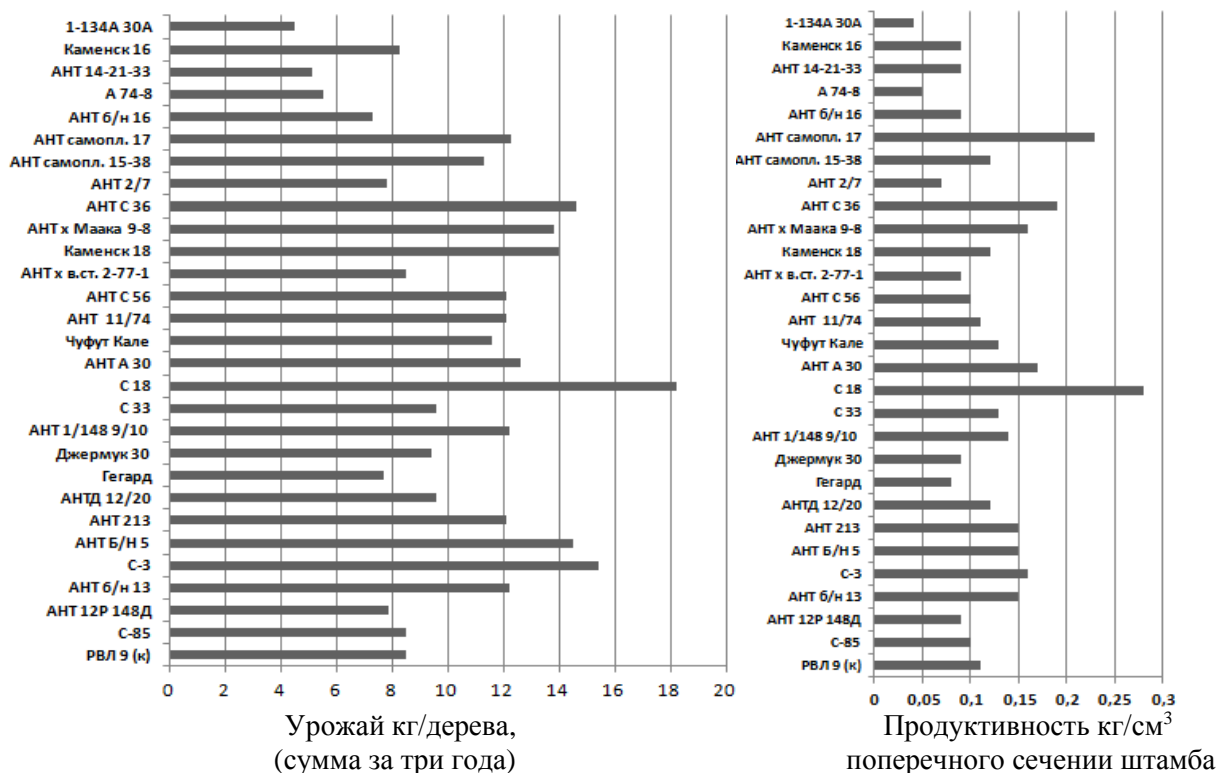 1-134А 30А
Каменск 16
АНТ 14-21-33
А 74-8
АНТ б/н 16
АНТ самопл. 17
АНТ самопл. 15-38
АНТ 2/7
АНТ С 36
АНТ х Маака 9-8
Каменск 18
АНТ х в.ст. 2-77-1
АНТ С 56
АНТ 11/74
Чуфут Кале
АНТ А 30
С 18
С 33
АНТ 1/148 9/10
Джермук 30
Гегард
АНТД 12/20
АНТ 213
АНТ Б/Н 5
С-3
АНТ б/н 13
АНТ 12Р 148Д
С-85
РВЛ 9 (к)
0 2 4 6 8 10 12 14 16 18 20
Урожай кг/дерева,
(сумма за три года)
1-134А 30А
Каменск 16
АНТ 14-21-33
А 74-8
АНТ б/н 16
АНТ самопл. 17
АНТ самопл. 15-38
АНТ 2/7
АНТ С 36
АНТ х Маака 9-8
Каменск 18
АНТ х в.ст. 2-77-1
АНТ С 56
АНТ 11/74
Чуфут Кале
АНТ А 30
С 18
С 33
АНТ 1/148 9/10
Джермук 30
Гегард
АНТД 12/20
АНТ 213
АНТ Б/Н 5
С-3
АНТ б/н 13
АНТ 12Р 148Д
С-85
РВЛ 9 (к)
0 0,05 0,1 0,15 0,2 0,25 0,3
Продуктивность кг/см³
поперечного сечении штамба